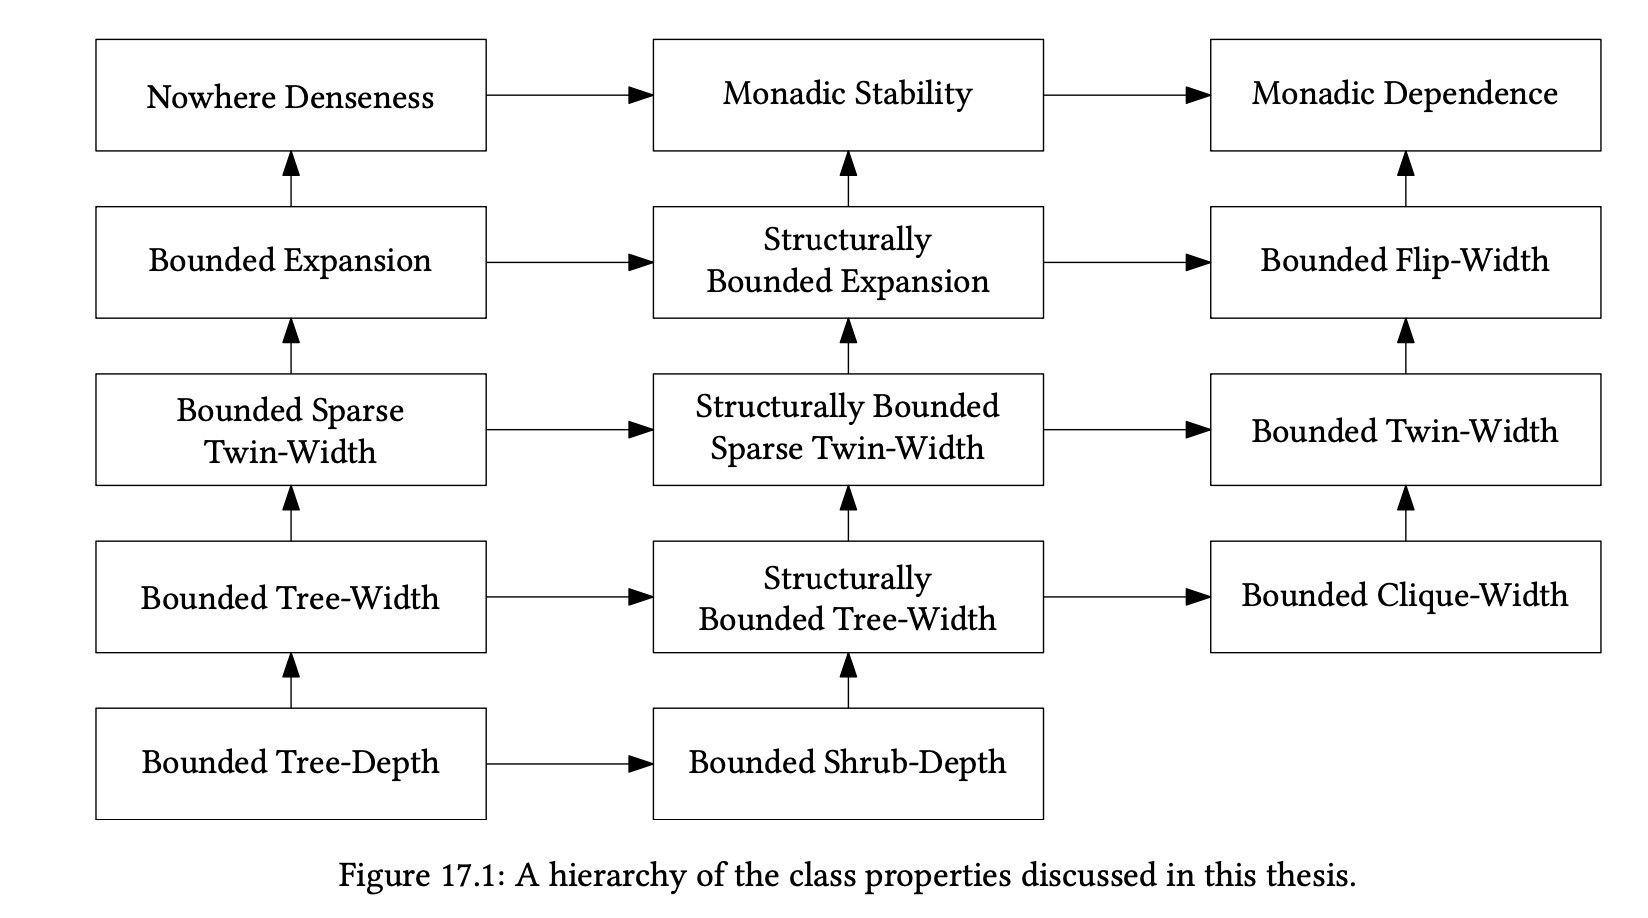 Nowhere Denseness
Monadic Stability
Monadic Dependence
Bounded Expansion
Structurally
Bounded Expansion
Bounded Flip-Width
Bounded Sparse
Twin-Width
Structurally Bounded
Sparse Twin-Width
Bounded Twin-Width
Bounded Tree-Width
Structurally
Bounded Tree-Width
Bounded Clique-Width
Bounded Tree-Depth
Bounded Shrub-Depth
Figure 17.1: A hierarchy of the class properties discussed in this thesis.